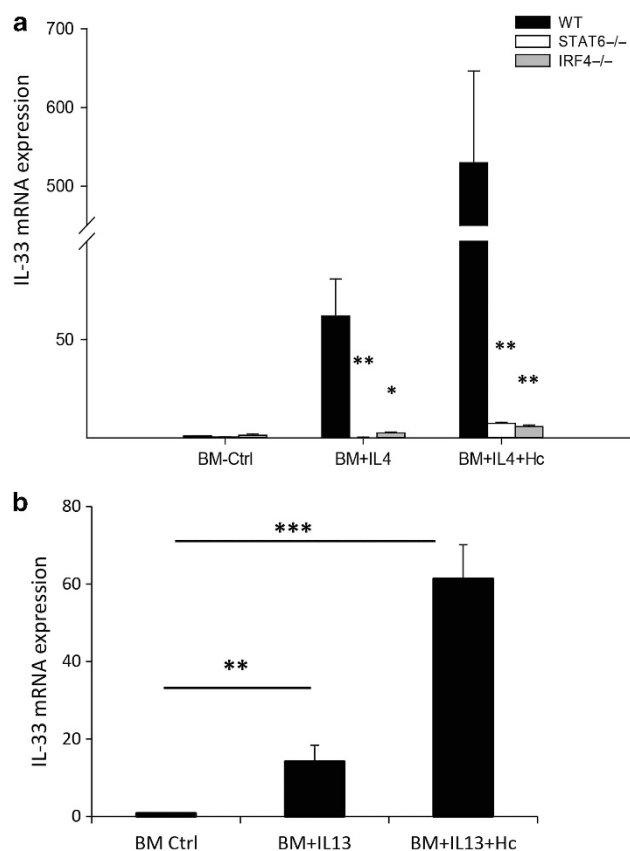 a
700
600
500
50
IL-33 mRNA expression
WT
STAT6–/–
IRF4–/–
**
*
**
**
BM-Ctrl BM+IL4 BM+IL4+Hc
b
80
60
40
20
0
IL-33 mRNA expression
***
**
BM Ctrl BM+IL13 BM+IL13+Hc